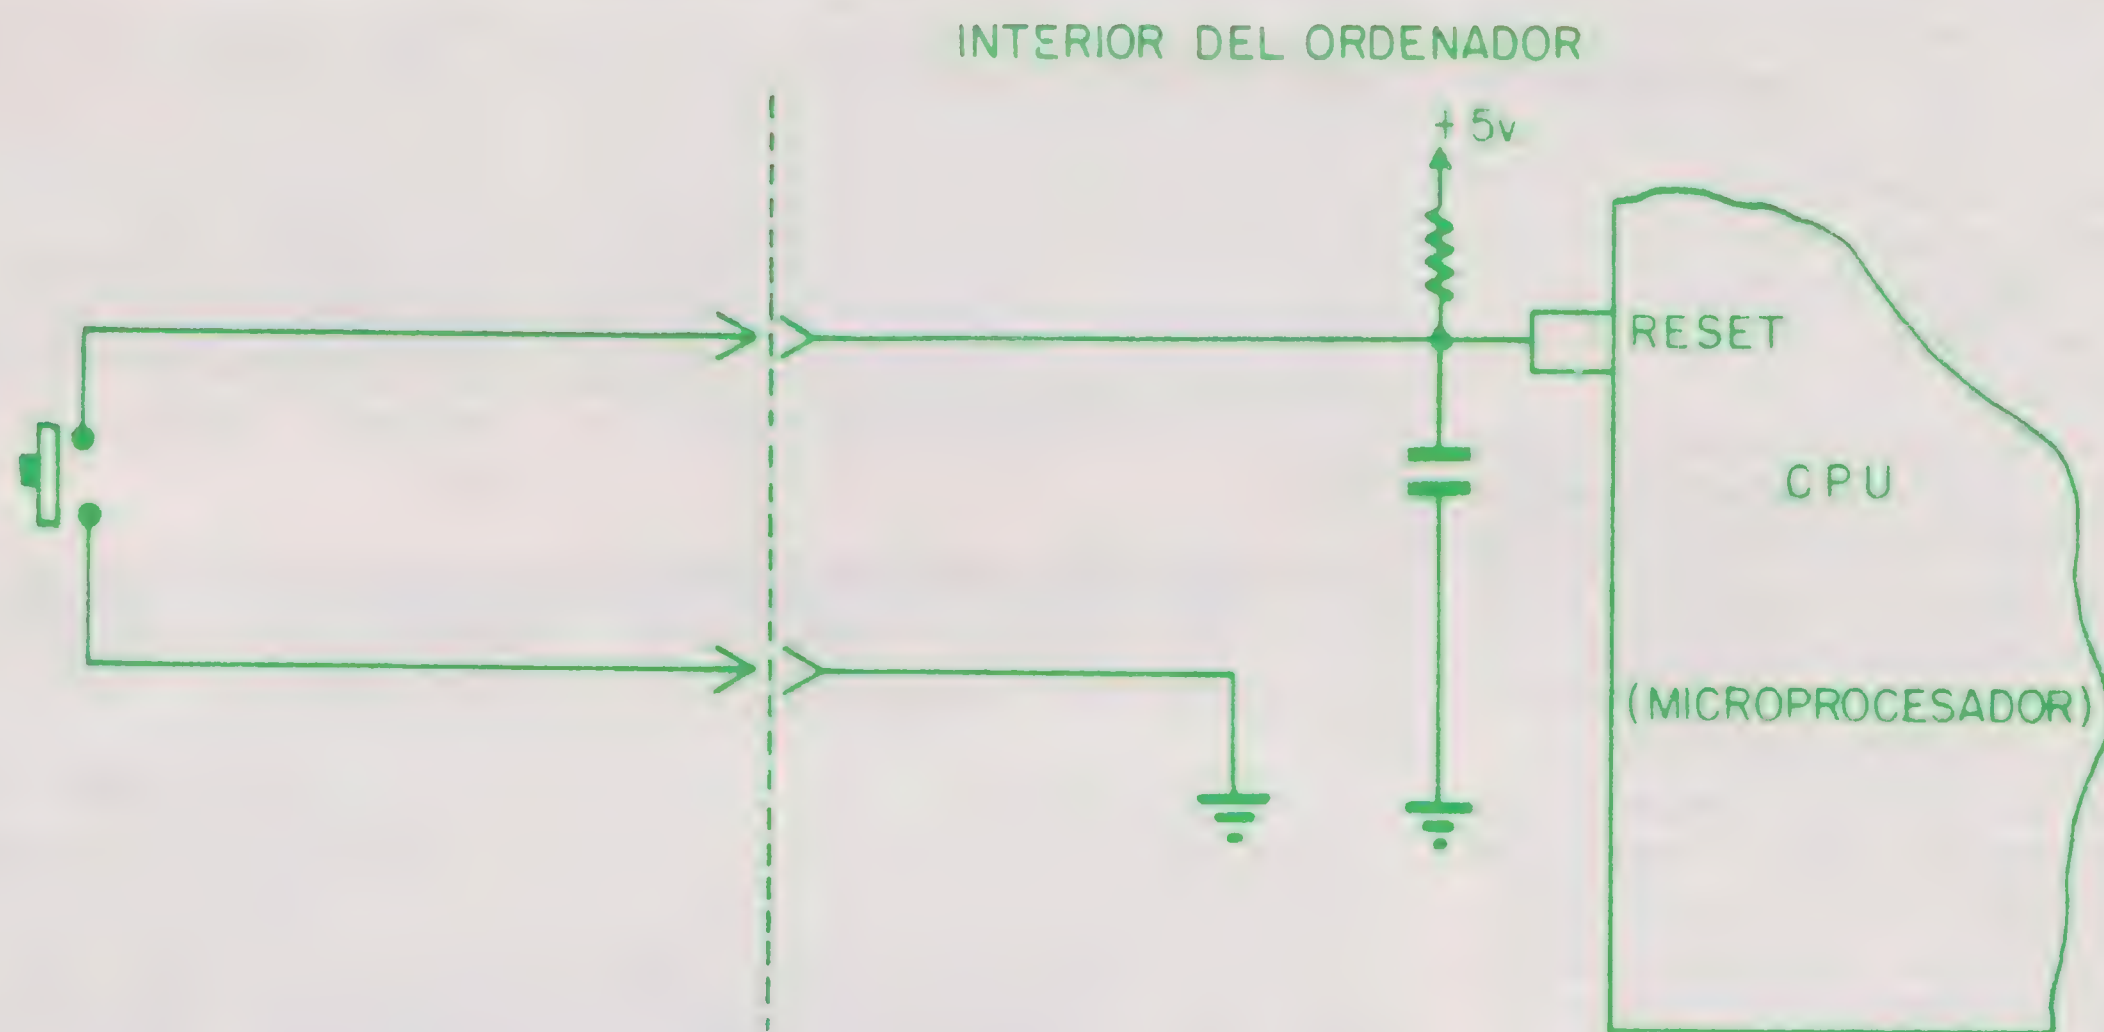 INTERIOR DEL ORDENADOR
+ 5v
RESET
CPU
(MICROPROCESADOR)